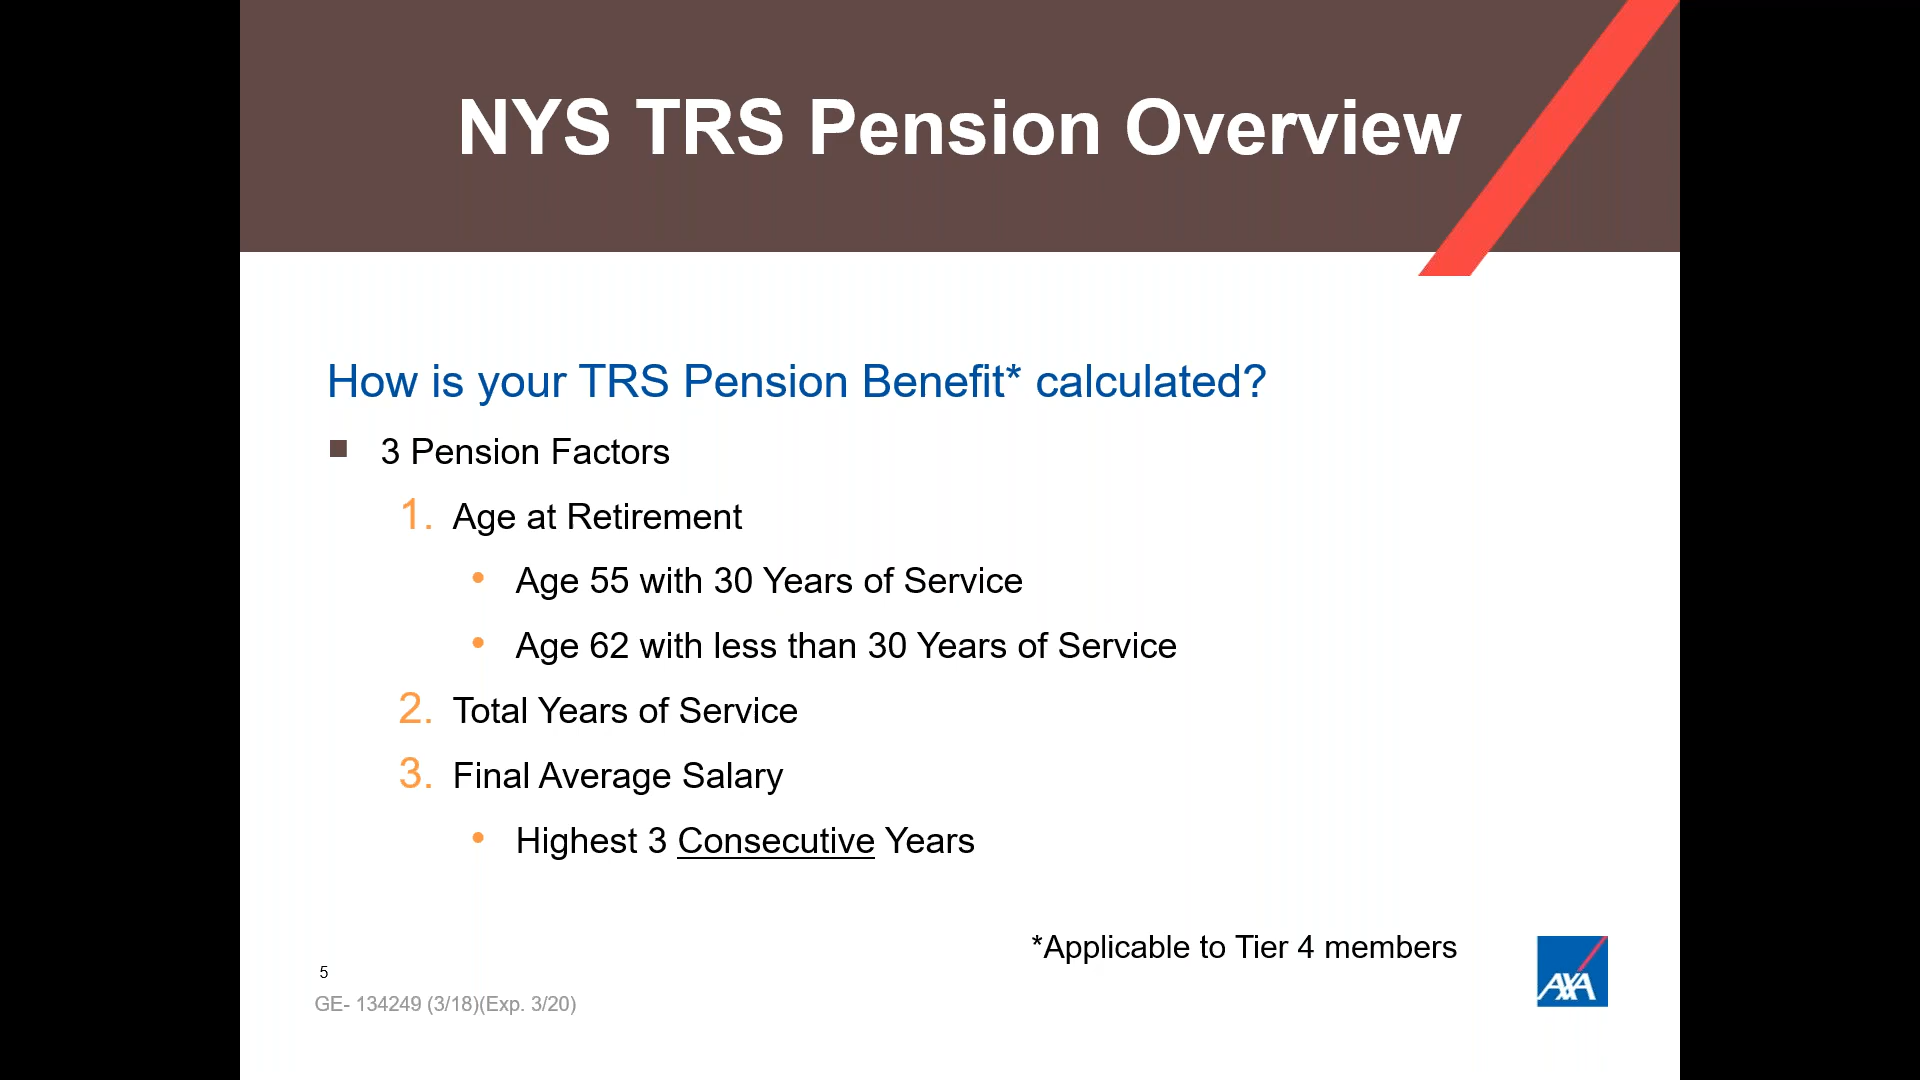 NYS TRS Pension Overview
How is your TRS Pension Benefit* calculated?
3 Pension Factors
1. Age at Retirement
• Age 55 with 30 Years of Service
• Age 62 with less than 30 Years of Service
2. Total Years of Service
3. Final Average Salary
• Highest 3 Consecutive Years
*Applicable to Tier 4 members
5
GE- 134249 (3/18)(Exp. 3/20)
AXA